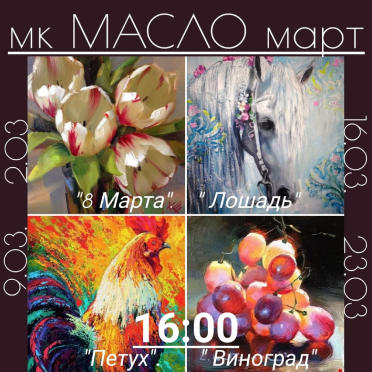 мк МАСЛО март
2.03
16.03
"8 Марта".
" Лошадь"
9.03.
23.03
16:00
"Петух".
" Виноград"